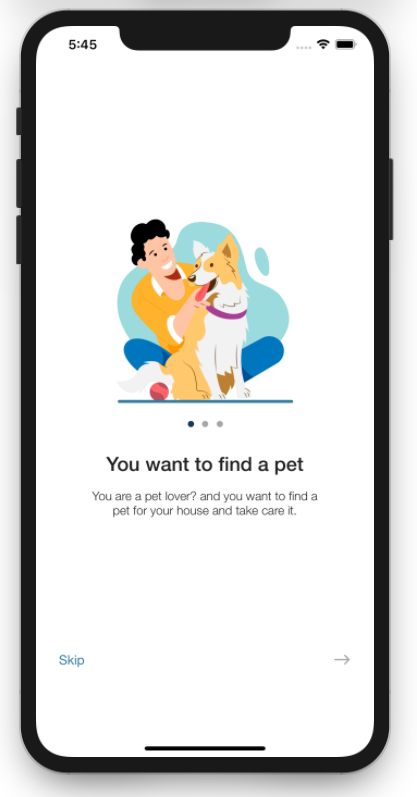 5:45
You want to find a pet
You are a pet lover? and you want to find a
pet for your house and take care it.
Skip